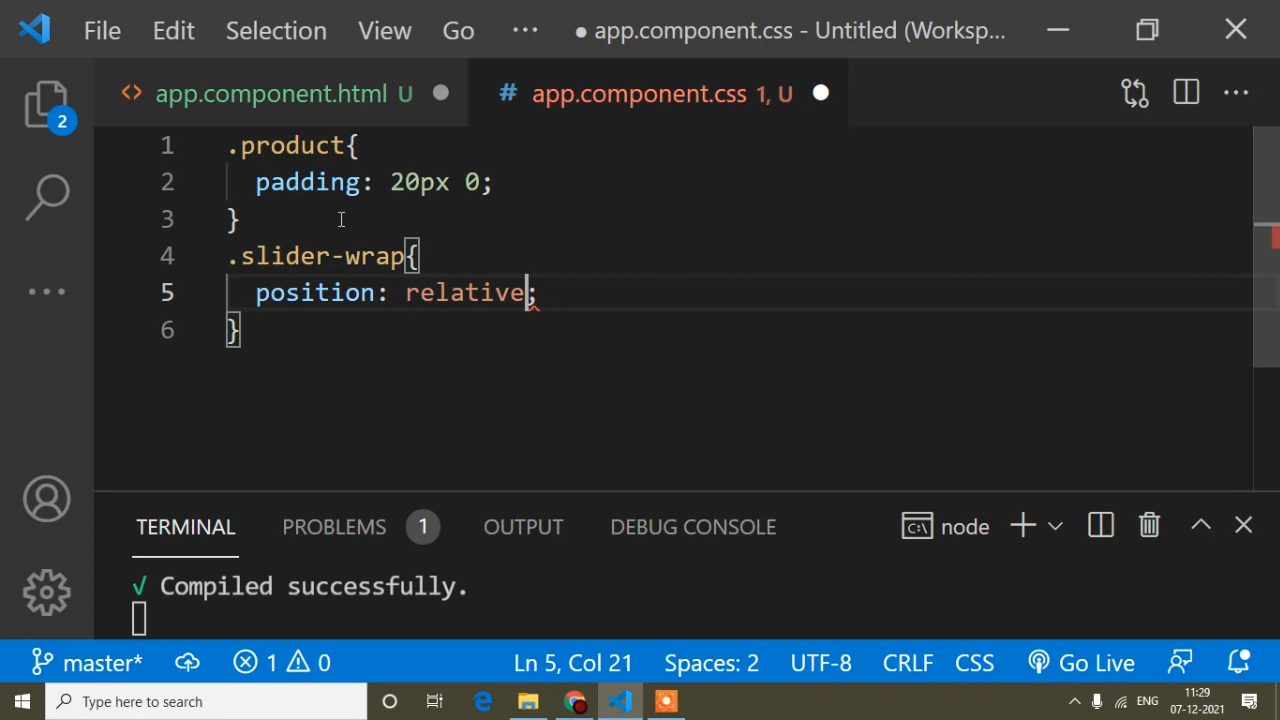 File Edit Selection View Go ··· ● app.component.css - Untitled (Worksp...
<> app.component.html U ● # app.component.css 1, U ●
2
1 .product{
2 padding: 20px 0;
3 }
4 .slider-wrap{
5 position: relative;
6 }
TERMINAL PROBLEMS 1 OUTPUT DEBUG CONSOLE node
√ Compiled successfully.
master* 1 0 Ln 5, Col 21 Spaces: 2 UTF-8 CRLF CSS Go Live
Type here to search ENG 11:29
07-12-2021